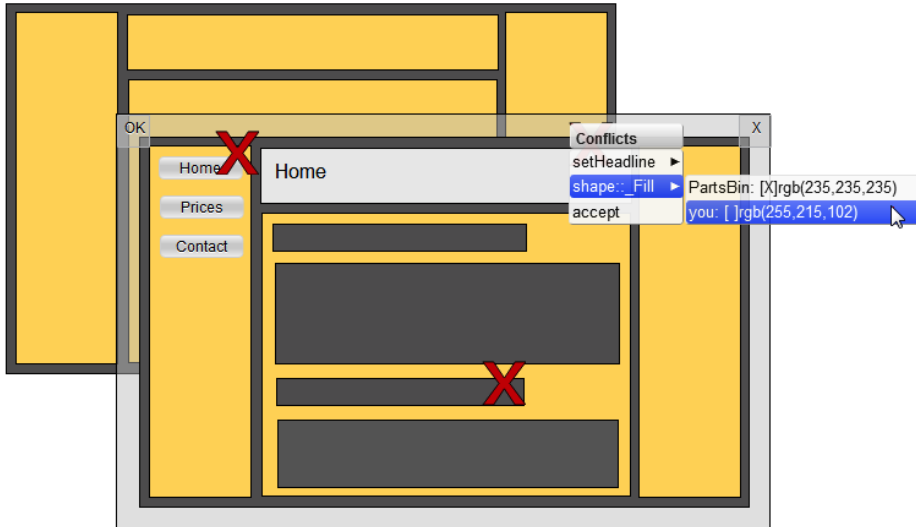 OK
X
Conflicts
Home
Home
setHeadline ▶
shape::_Fill ▶
PartsBin: [X]rgb(235,235,235)
Prices
accept
you: [ ]rgb(255,215,102)
Contact
X
X